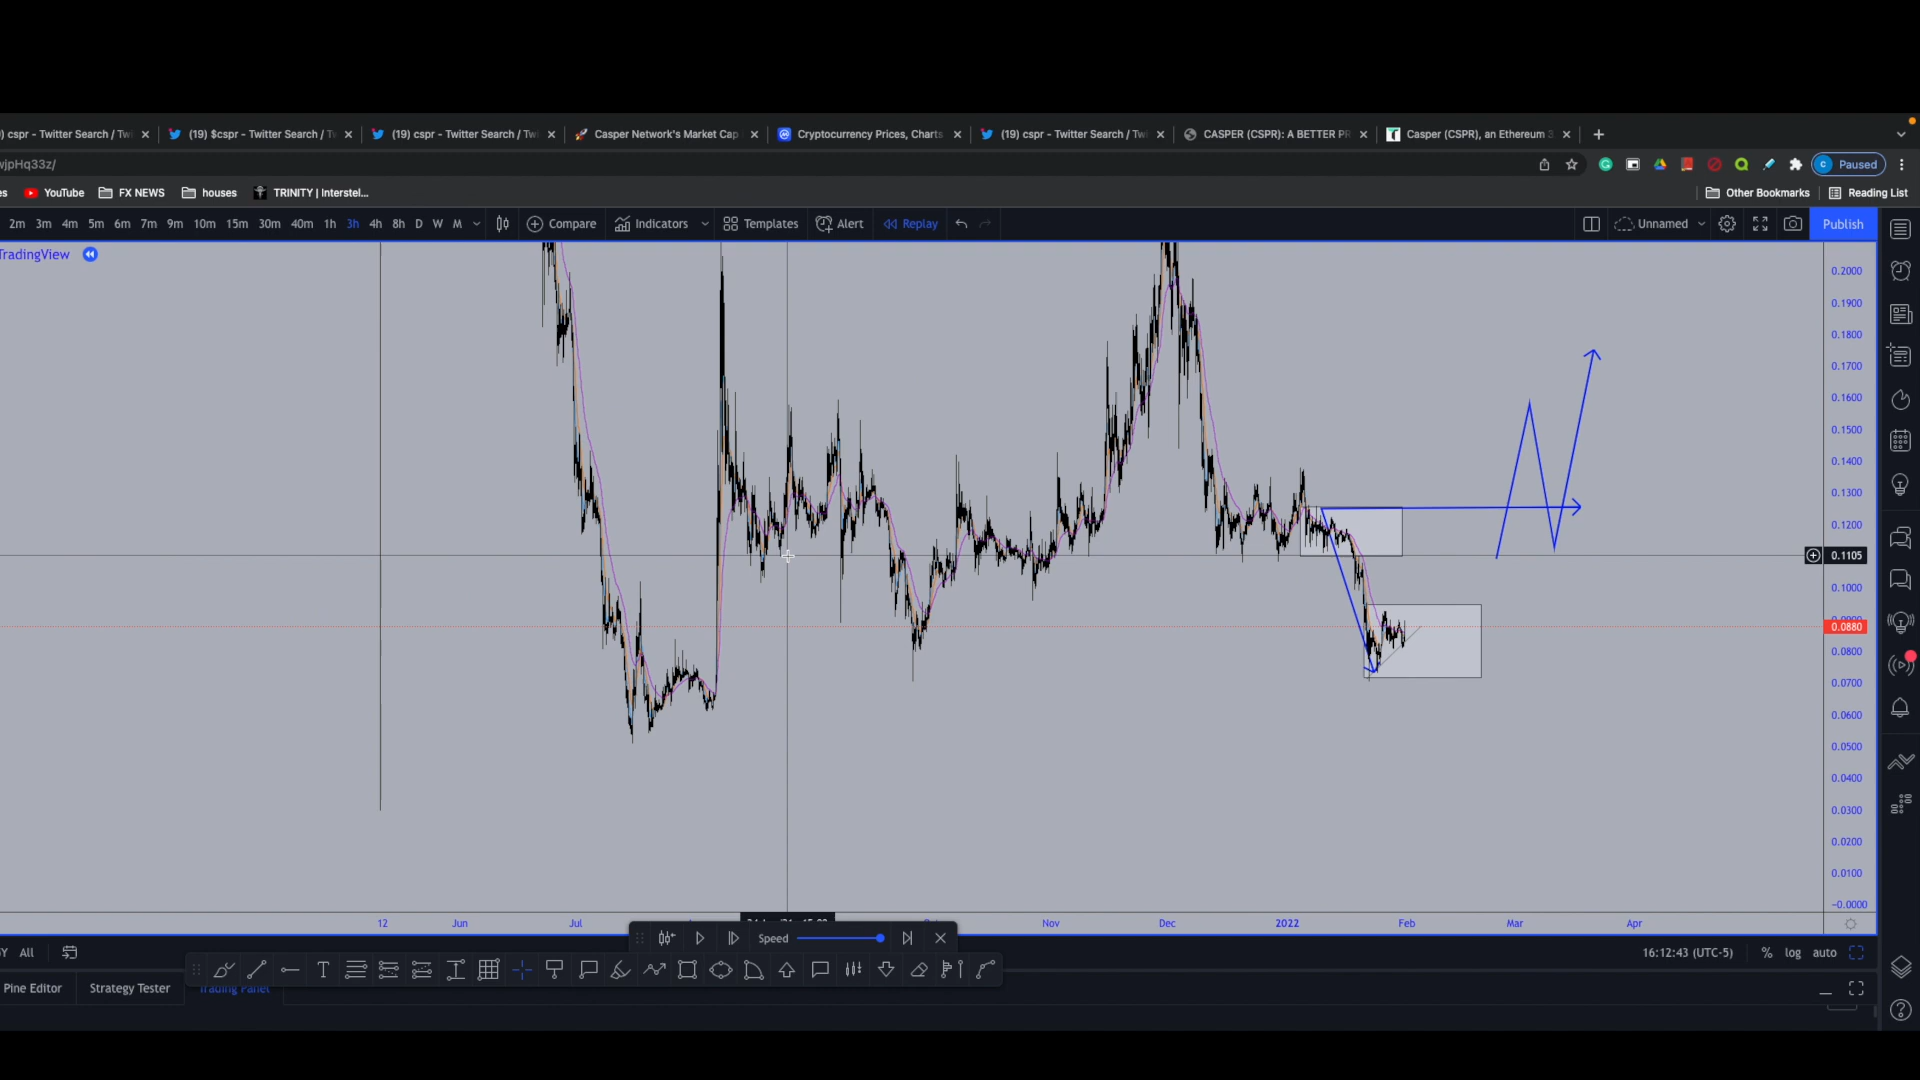 ) cspr - Twitter Search / Tw (19) $cspr - Twitter Search / T (19) cspr - Twitter Search / Tw Casper Network's Market Cap Cryptocurrency Prices, Charts (19) cspr - Twitter Search / Tw CASPER (CSPR): A BETTER PR Casper (CSPR), an Ethereum
wjpHq33z/ C Paused
es YouTube FX NEWS houses TRINITY | Interstel... Other Bookmarks Reading List
2m 3m 4m 5m 6m 7m 9m 10m 15m 30m 40m 1h 3h 4h 8h D W M Compare Indicators Templates Alert Replay Unnamed Publish
TradingView
0.2000
0.1900
0.1800
0.1700
0.1600
0.1500
0.1400
0.1300
0.1200
0.1105
0.1000
0.0880
0.0800
0.0700
0.0600
0.0500
0.0400
0.0300
0.0200
0.0100
-0.0000
12 Jun Jul Nov Dec 2022 Feb Mar Apr
Speed
Y All 16:12:43 (UTC-5) % log auto
Pine Editor Strategy Tester Trading Panel